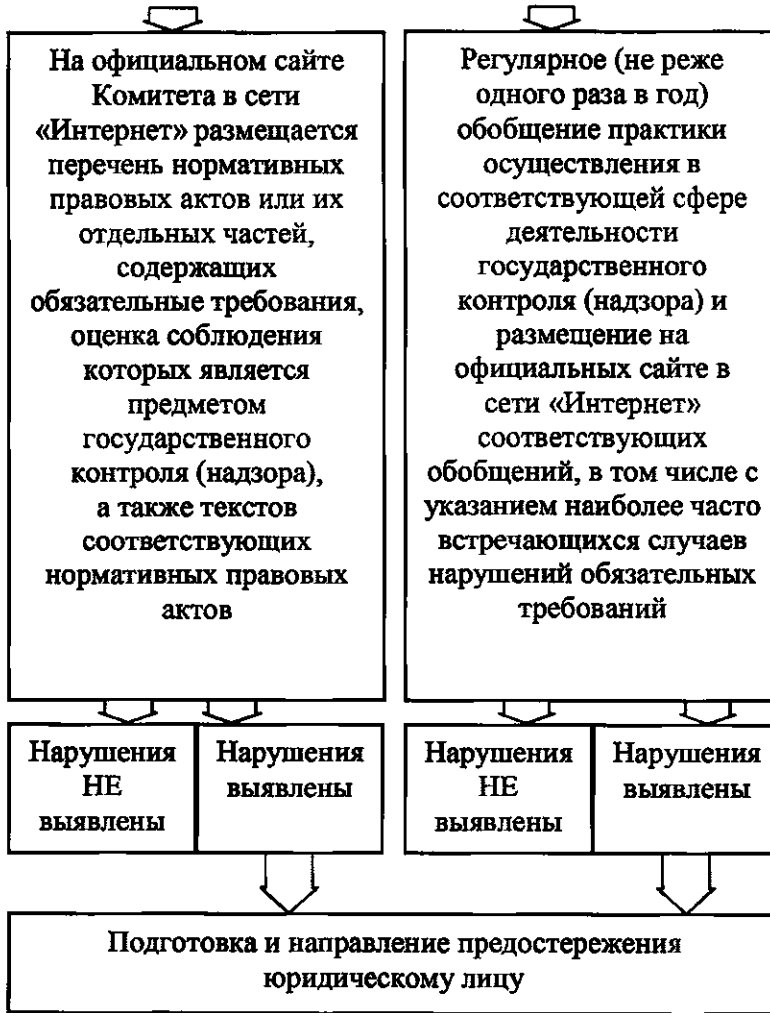 На официальном сайте
Комитета в сети
«Интернет» размещается
перечень нормативных
правовых актов или их
отдельных частей,
содержащих
обязательные требования,
оценка соблюдения
которых является
предметом
государственного
контроля (надзора),
а также текстов
соответствующих
нормативных правовых
актов
Регулярное (не реже
одного раза в год)
обобщение практики
осуществления в
соответствующей сфере
деятельности
государственного
контроля (надзора) и
размещение на
официальных сайте в
сети «Интернет»
соответствующих
обобщений, в том числе с
указанием наиболее часто
встречающихся случаев
нарушений обязательных
требований
Нарушения
НЕ
выявлены
Нарушения
выявлены
Нарушения
НЕ
выявлены
Нарушения
выявлены
Подготовка и направление предостережения
юридическому лицу